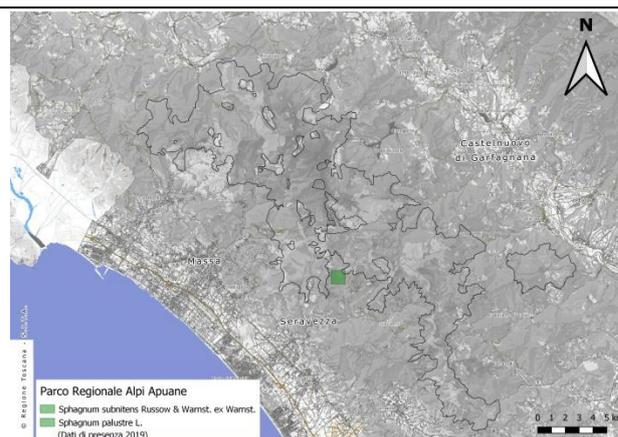 N
Castelnuovo
di Garfagnana
Massa
Seravezza
© Regione Toscana -
Parco Regionale Alpi Apuane
Sphagnum subnitens Russow & Warnst. ex Warnst.
Sphagnum palustre L.
(Dati di presenza 2019)
0 1 2 3 4 5 km